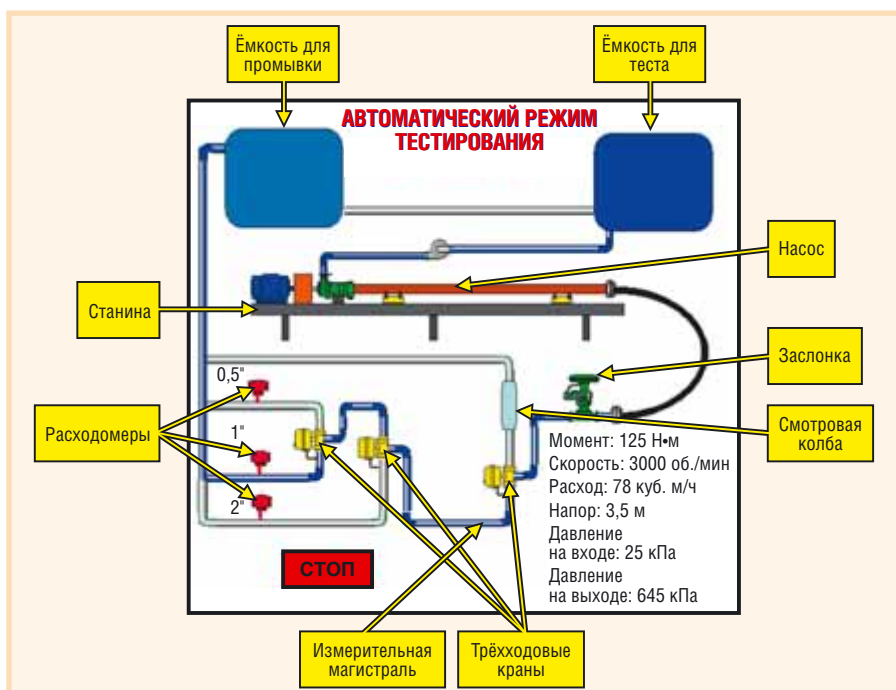 Ёмкость для
промывки
Ёмкость для
теста
АВТОМАТИЧЕСКИЙ РЕЖИМ
ТЕСТИРОВАНИЯ
Насос
Станина
Заслонка
0,5"
Расходомеры
1"
2"
Смотровая
колба
Момент: 125 Н•м
Скорость: 3000 об./мин
Расход: 78 куб. м/ч
Напор: 3,5 м
Давление
на входе: 25 кПа
Давление
на выходе: 645 кПа
СТОП
Измерительная
магистраль
Трёхходовые
краны